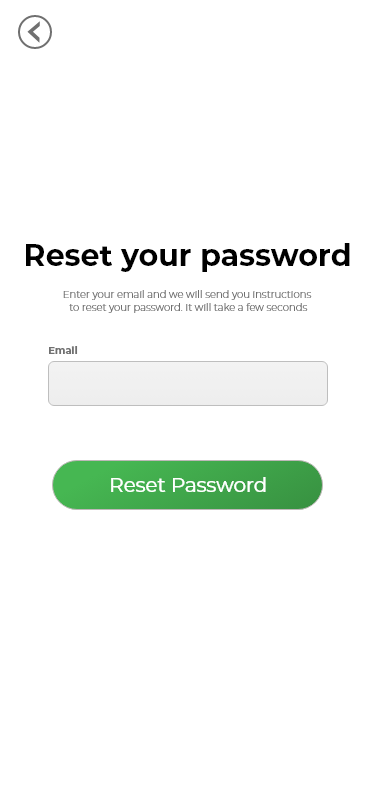 Reset your password
Enter your email and we will send you instructions
to reset your password. It will take a few seconds
Email
Reset Password